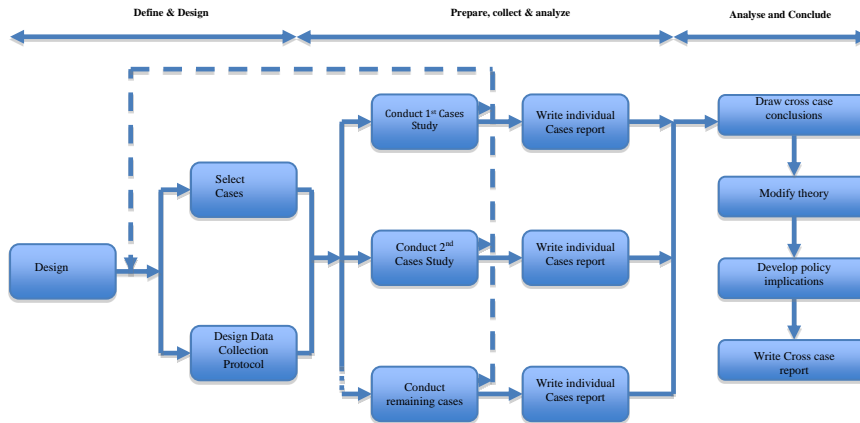 Define & Design
Prepare, collect & analyze
Analyse and Conclude
Design
Select
Cases
Design Data
Collection
Protocol
Conduct 1st Cases
Study
Conduct 2nd
Cases Study
Conduct
remaining cases
Write individual
Cases report
Write individual
Cases report
Write individual
Cases report
Draw cross case
conclusions
Modify theory
Develop policy
implications
Write Cross case
report